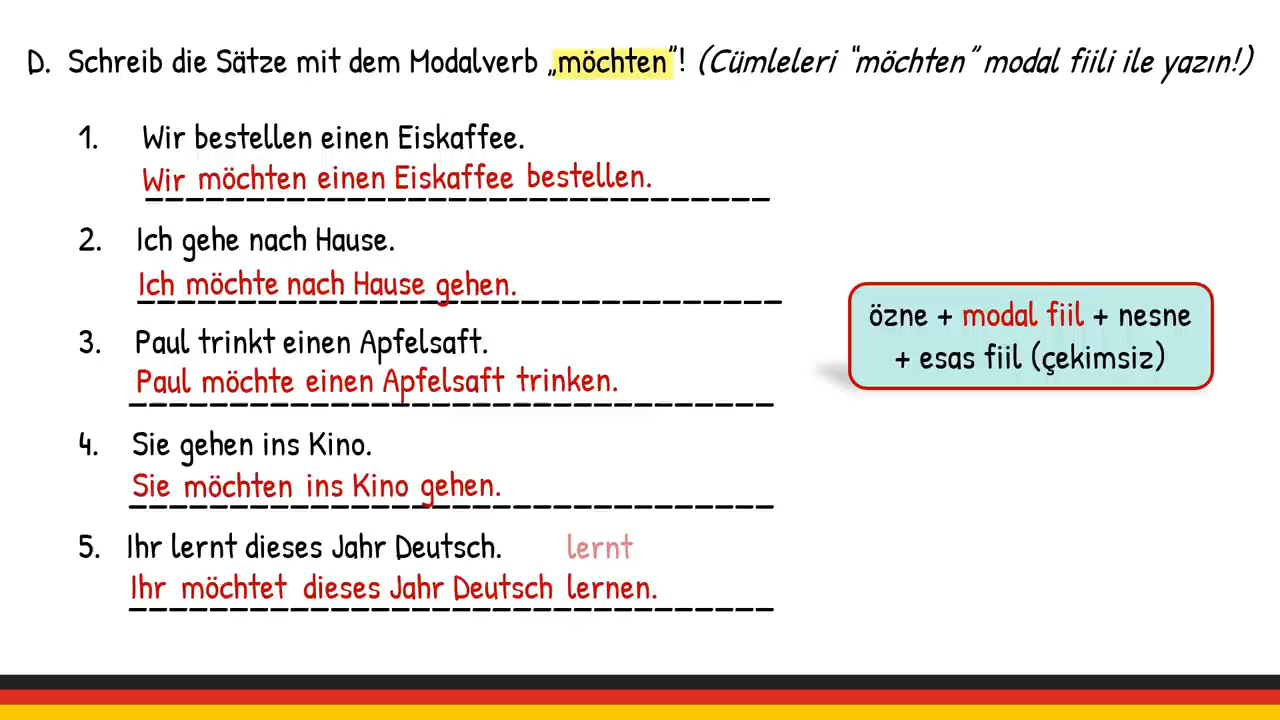 D. Schreib die Sätze mit dem Modalverb „möchten”! (Cümleleri “möchten” modal fiili ile yazın!)
1. Wir bestellen einen Eiskaffee.
Wir möchten einen Eiskaffee bestellen.
2. Ich gehe nach Hause.
Ich möchte nach Hause gehen.
3. Paul trinkt einen Apfelsaft.
Paul möchte einen Apfelsaft trinken.
4. Sie gehen ins Kino.
Sie möchten ins Kino gehen.
5. Ihr lernt dieses Jahr Deutsch. lernt
Ihr möchtet dieses Jahr Deutsch lernen.
özne + modal fiil + nesne
+ esas fiil (çekimsiz)